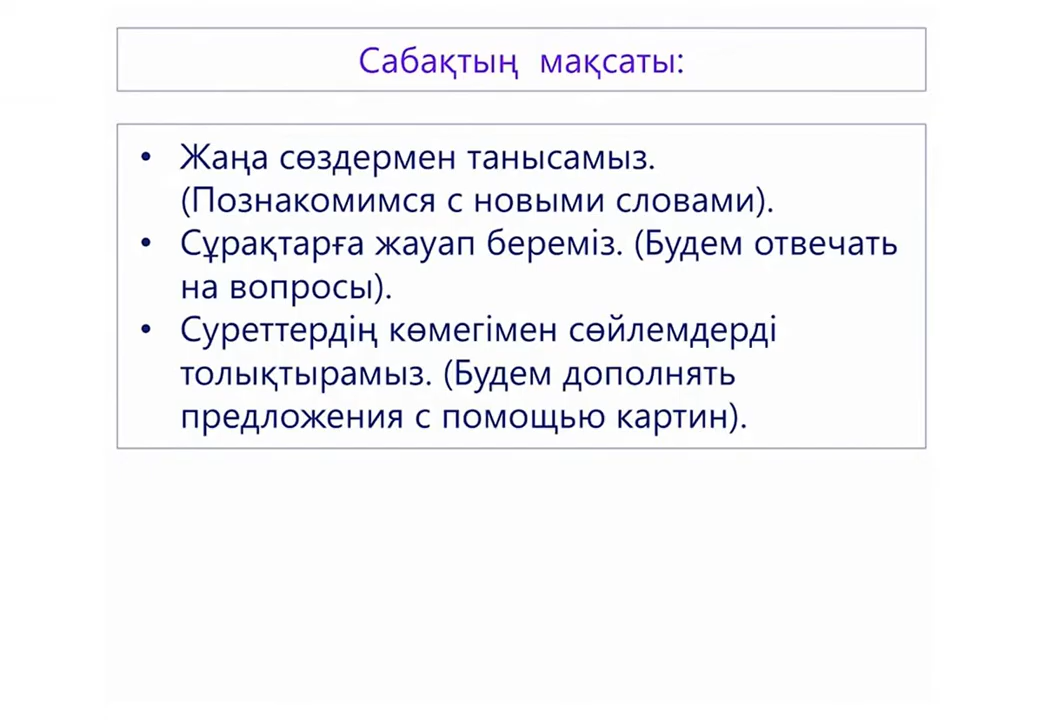 Сабақтың мақсаты:
• Жаңа сөздермен танысамыз.
(Познакомимся с новыми словами).
• Сұрақтарға жауап береміз. (Будем отвечать
на вопросы).
• Суреттердің көмегімен сөйлемдерді
толықтырамыз. (Будем дополнять
предложения с помощью картин).